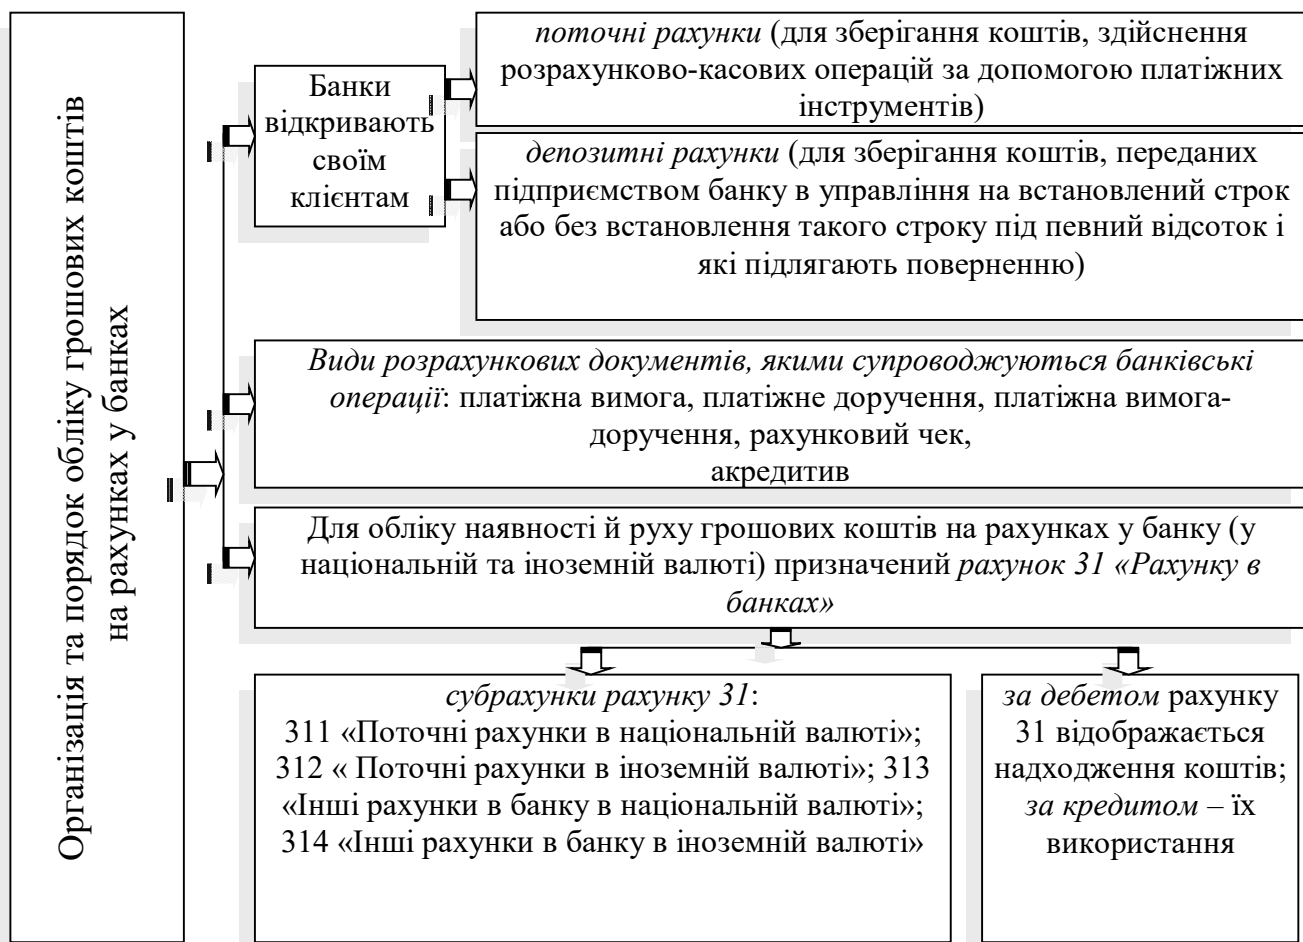 Організація та порядок обліку грошових коштів
на рахунках у банках
Банки
відкривають
своїм
клієнтам
поточні рахунки (для зберігання коштів, здійснення
розрахунково-касових операцій за допомогою платіжних
інструментів)
депозитні рахунки (для зберігання коштів, переданих
підприємством банку в управління на встановлений строк
або без встановлення такого строку під певний відсоток і
які підлягають поверненню)
Види розрахункових документів, якими супроводжуються банківські
операції: платіжна вимога, платіжне доручення, платіжна вимога-
доручення, рахунковий чек,
акредитив
Для обліку наявності й руху грошових коштів на рахунках у банку (у
національній та іноземній валюті) призначений рахунок 31 «Рахунку в
банках»
субрахунки рахунку 31:
311 «Поточні рахунки в національній валюті»;
312 « Поточні рахунки в іноземній валюті»; 313
«Інші рахунки в банку в національній валюті»;
314 «Інші рахунки в банку в іноземній валюті»
за дебетом рахунку
31 відображається
надходження коштів;
за кредитом – їх
використання